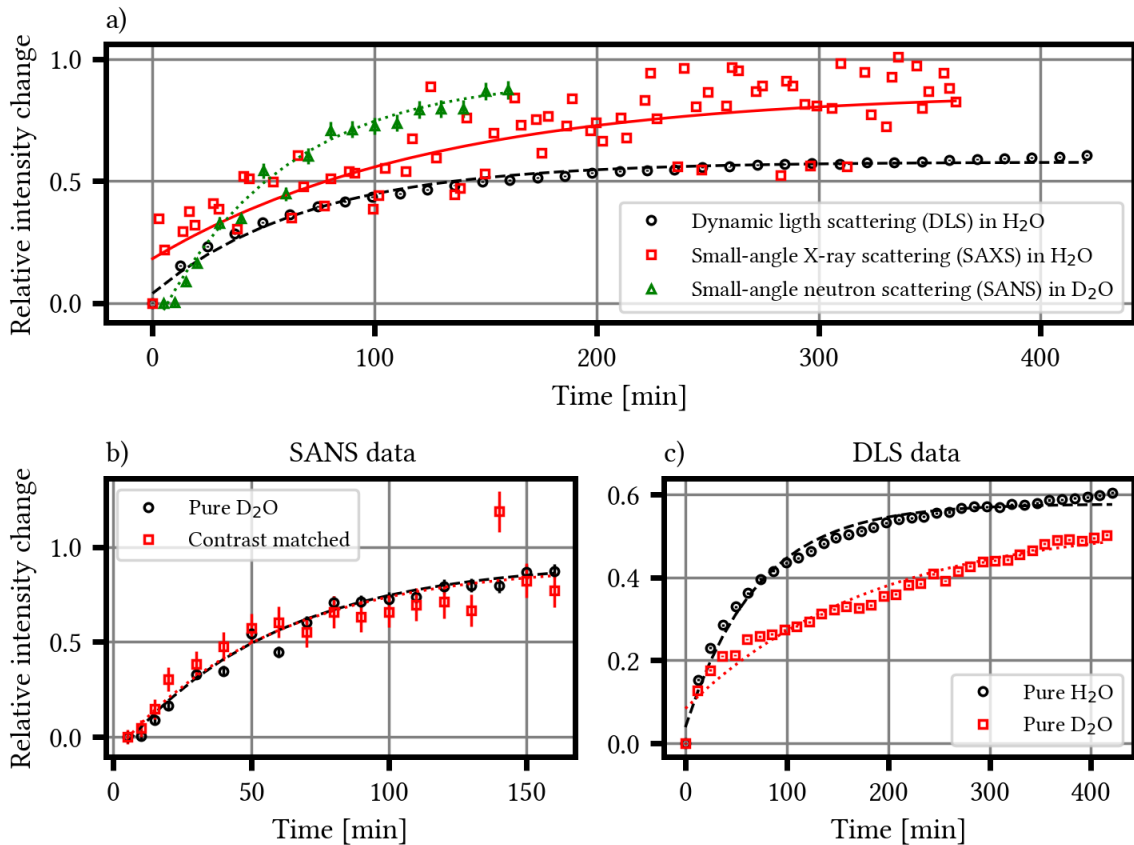 a)
Relative intensity change
1.0
0.5
0.0
Dynamic ligth scattering (DLS) in H₂O
Small-angle X-ray scattering (SAXS) in H₂O
Small-angle neutron scattering (SANS) in D₂O
0 100 200 300 400
Time [min]
b) SANS data
Relative intensity change
1.0
0.5
0.0
Pure D₂O
Contrast matched
0 50 100 150
Time [min]
c) DLS data
0.6
0.4
0.2
0.0
Pure H₂O
Pure D₂O
0 100 200 300 400
Time [min]